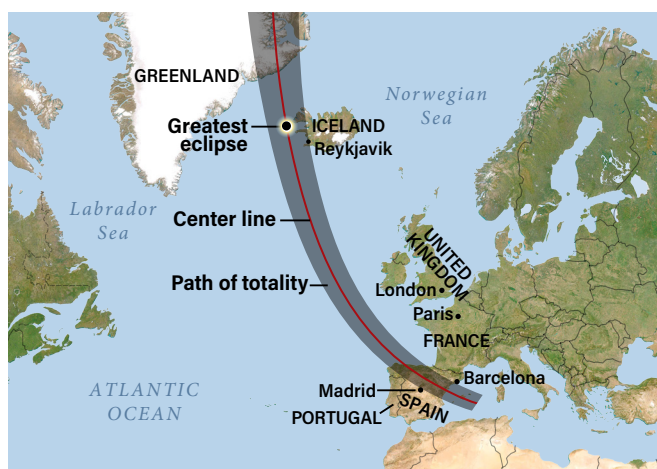 GREENLAND
Norwegian
Sea
Greatest
eclipse
ICELAND
Reykjavik
Labrador
Sea
Center line
UNITED
KINGDOM
Path of totality
London
Paris
FRANCE
Barcelona
Madrid
ATLANTIC
OCEAN
SPAIN
PORTUGAL